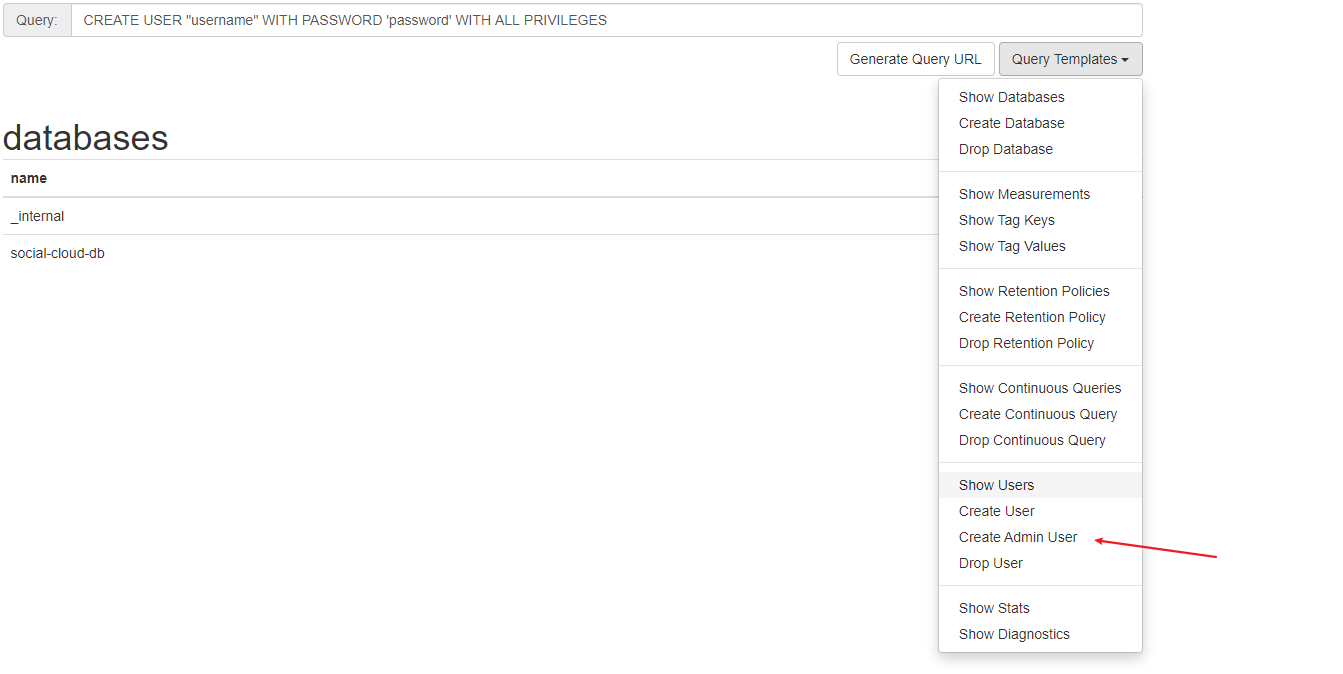 Query: CREATE USER "username" WITH PASSWORD 'password' WITH ALL PRIVILEGES
Generate Query URL Query Templates
Show Databases
Create Database
Drop Database
Show Measurements
Show Tag Keys
Show Tag Values
Show Retention Policies
Create Retention Policy
Drop Retention Policy
Show Continuous Queries
Create Continuous Query
Drop Continuous Query
Show Users
Create User
Create Admin User
Drop User
Show Stats
Show Diagnostics
databases
name
_internal
social-cloud-db